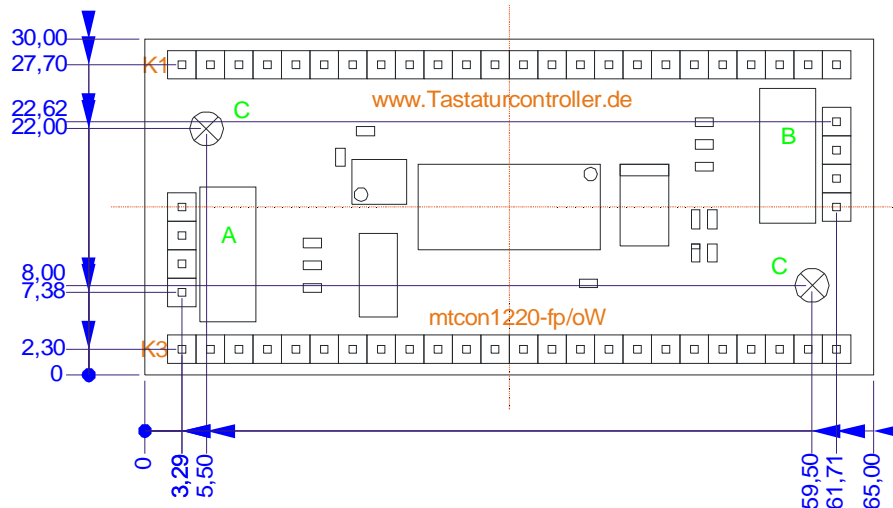 30,00
27,70
K1
www.Tastaturcontroller.de
22,62
C
22,00
B
A
8,00
C
7,38
mtcon1220-fp/oW
2,30
K3
0
0
3,29
5,50
59,50
61,71
65,00